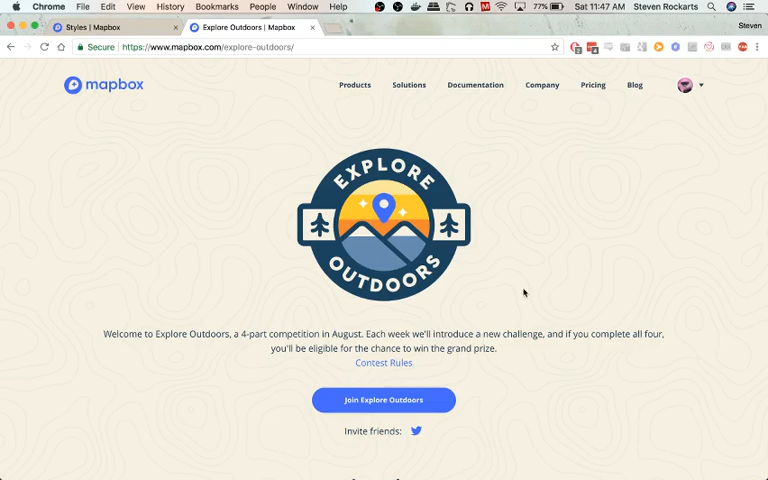 Chrome File Edit View History Bookmarks People Window Help 77% Sat 11:47 AM Steven Rockarts
Styles | Mapbox Explore Outdoors | Mapbox Steven
Secure https://www.mapbox.com/explore-outdoors/
mapbox Products Solutions Documentation Company Pricing Blog
EXPLORE
OUTDOORS
Welcome to Explore Outdoors, a 4-part competition in August. Each week we'll introduce a new challenge, and if you complete all four,
you'll be eligible for the chance to win the grand prize.
Contest Rules
Join Explore Outdoors
Invite friends: